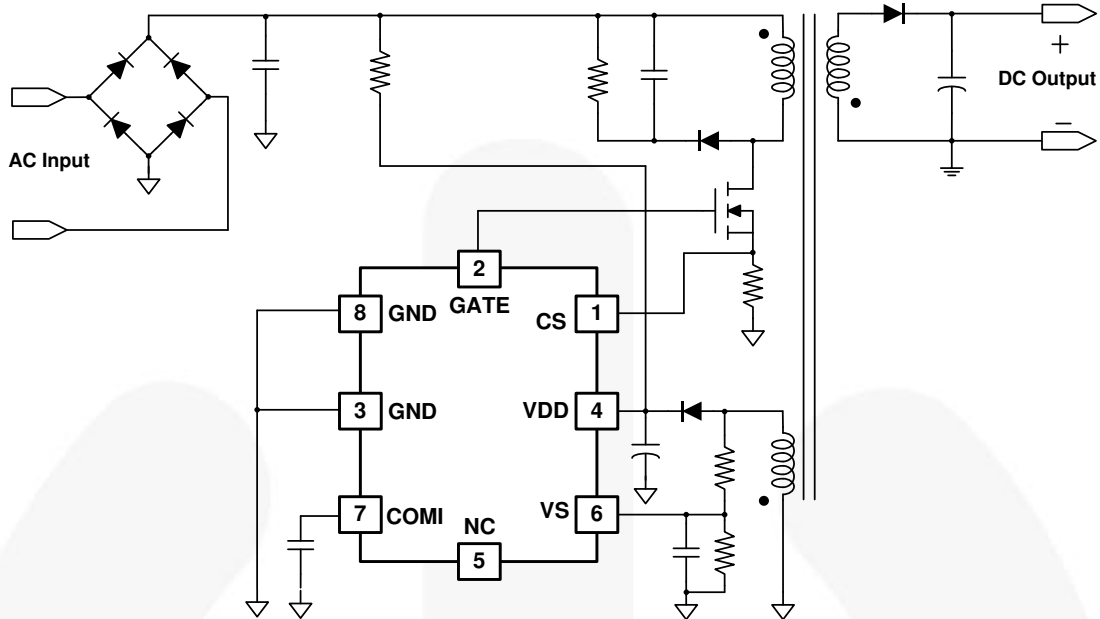 +
DC Output
−
AC Input
2
GATE
8
GND
1
CS
3
GND
VDD
4
7
COMI
VS
6
NC
5